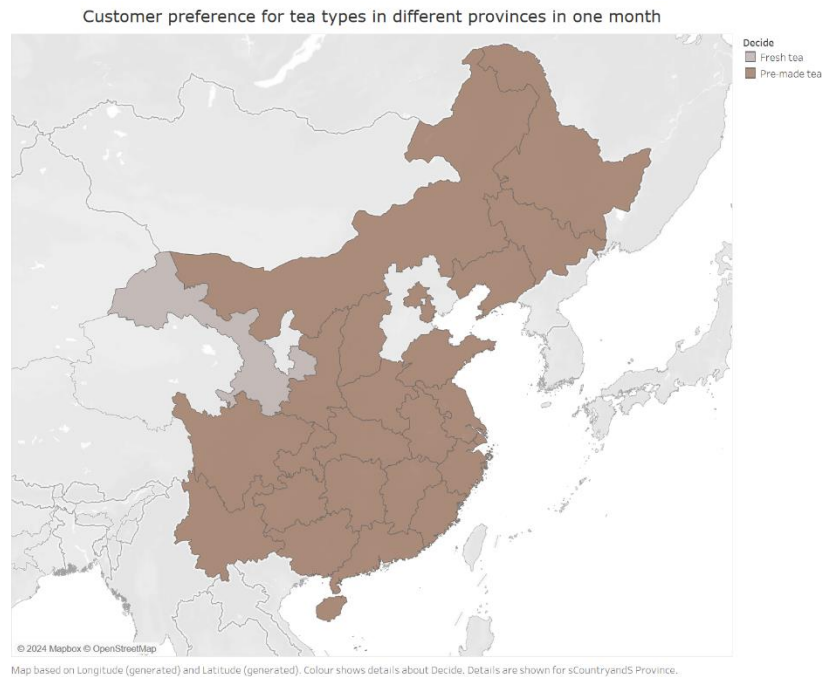 Customer preference for tea types in different provinces in one month
Decide
Fresh tea
Pre-made tea
© 2024 Mapbox © OpenStreetMap
Map based on Longitude (generated) and Latitude (generated). Colour shows details about Decide. Details are shown for sCountryandS Province.